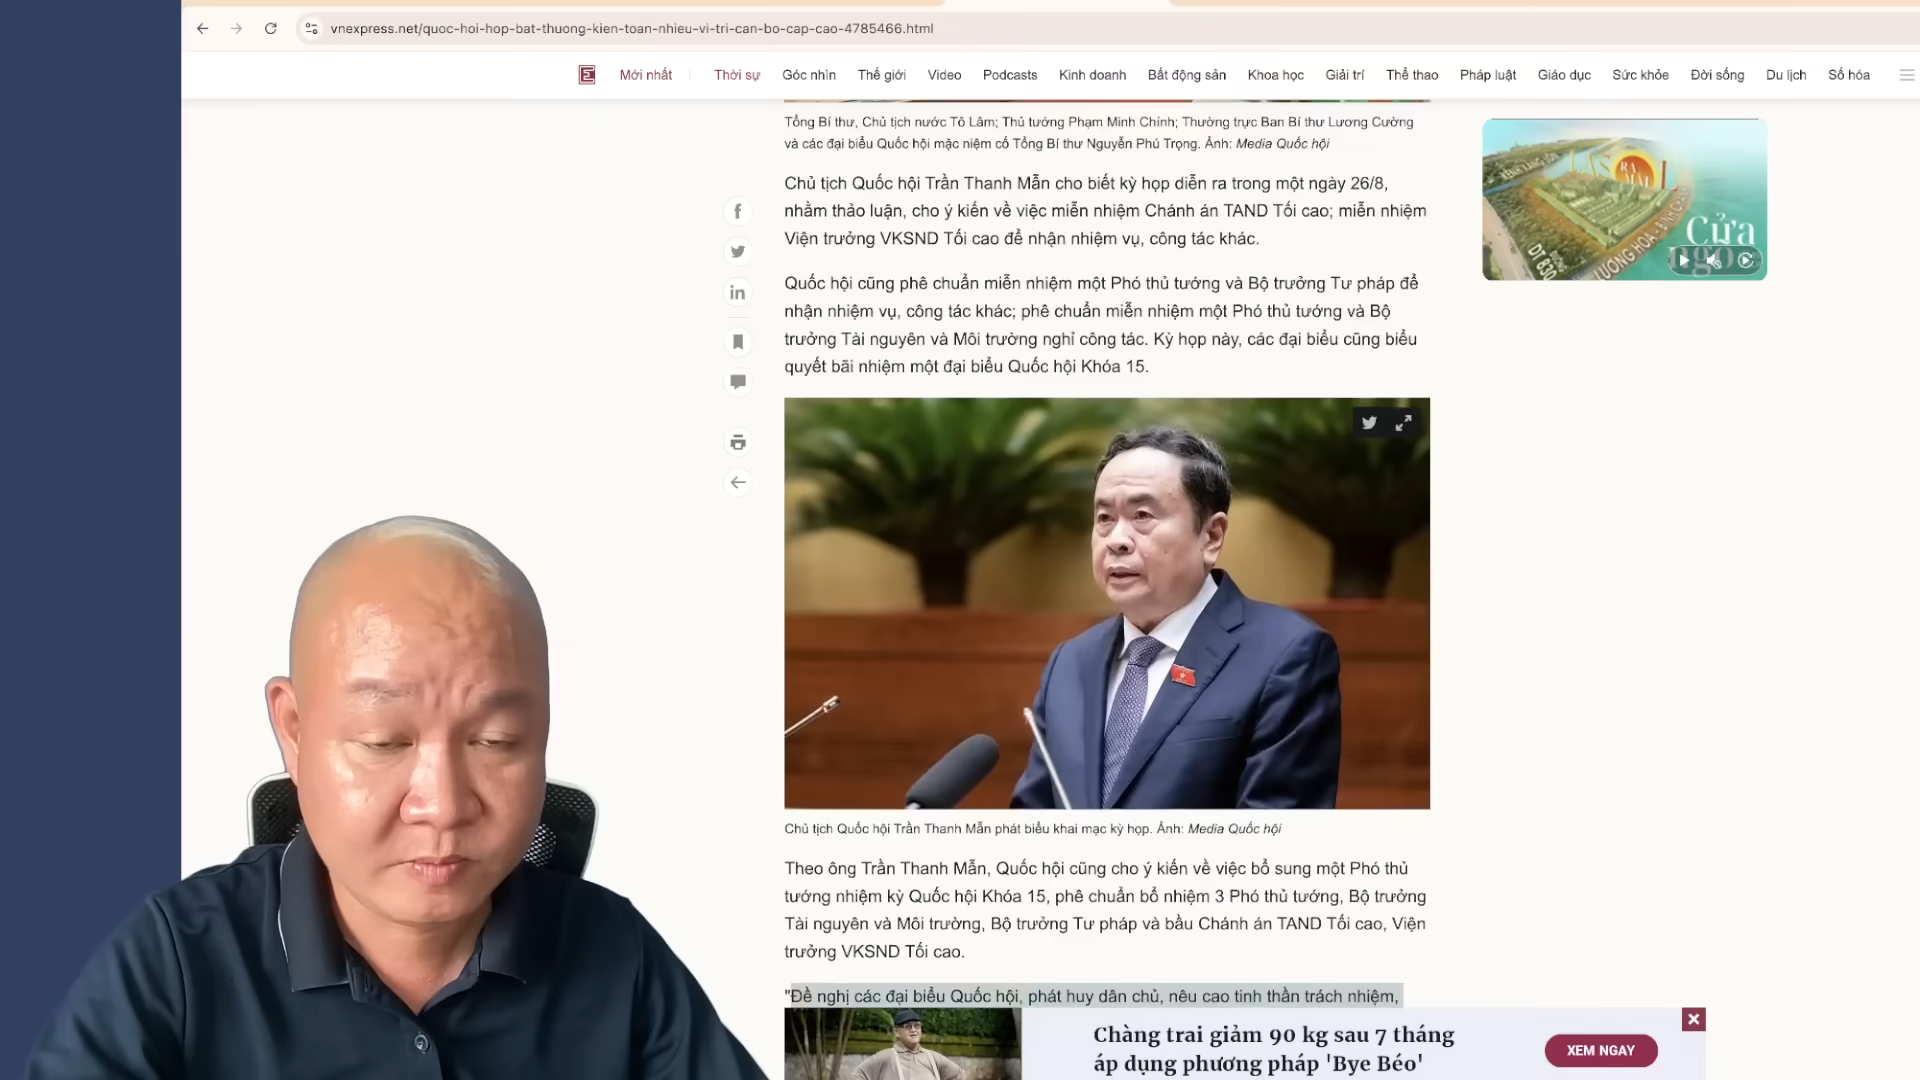 vnexpress.net/quoc-hoi-hop-bat-thuong-kien-toan-nhieu-vi-tri-can-bo-cap-cao-4785466.html
Mới nhất Thời sự Góc nhìn Thế giới Video Podcasts Kinh doanh Bất động sản Khoa học Giải trí Thể thao Pháp luật Giáo dục Sức khỏe Đời sống Du lịch Số hóa
Tổng Bí thư, Chủ tịch nước Tô Lâm; Thủ tướng Phạm Minh Chính; Thường trực Ban Bí thư Lương Cường
và các đại biểu Quốc hội mặc niệm cố Tổng Bí thư Nguyễn Phú Trọng. Ảnh: Media Quốc hội
Chủ tịch Quốc hội Trần Thanh Mẫn cho biết kỳ họp diễn ra trong một ngày 26/8,
nhằm thảo luận, cho ý kiến về việc miễn nhiệm Chánh án TAND Tối cao; miễn nhiệm
Viện trưởng VKSND Tối cao để nhận nhiệm vụ, công tác khác.
Quốc hội cũng phê chuẩn miễn nhiệm một Phó thủ tướng và Bộ trưởng Tư pháp để
nhận nhiệm vụ, công tác khác; phê chuẩn miễn nhiệm một Phó thủ tướng và Bộ
trưởng Tài nguyên và Môi trường nghỉ công tác. Kỳ họp này, các đại biểu cũng biểu
quyết bãi nhiệm một đại biểu Quốc hội Khóa 15.
RA MẮT
Cửa
ngõ
DT 830
LƯƠNG HÒA - BÌNH CHÁNH
Chủ tịch Quốc hội Trần Thanh Mẫn phát biểu khai mạc kỳ họp. Ảnh: Media Quốc hội
Theo ông Trần Thanh Mẫn, Quốc hội cũng cho ý kiến về việc bổ sung một Phó thủ
tướng nhiệm kỳ Quốc hội Khóa 15, phê chuẩn bổ nhiệm 3 Phó thủ tướng, Bộ trưởng
Tài nguyên và Môi trường, Bộ trưởng Tư pháp và bầu Chánh án TAND Tối cao, Viện
trưởng VKSND Tối cao.
"Đề nghị các đại biểu Quốc hội, phát huy dân chủ, nêu cao tinh thần trách nhiệm,
Chàng trai giảm 90 kg sau 7 tháng
áp dụng phương pháp 'Bye Béo'
XEM NGAY